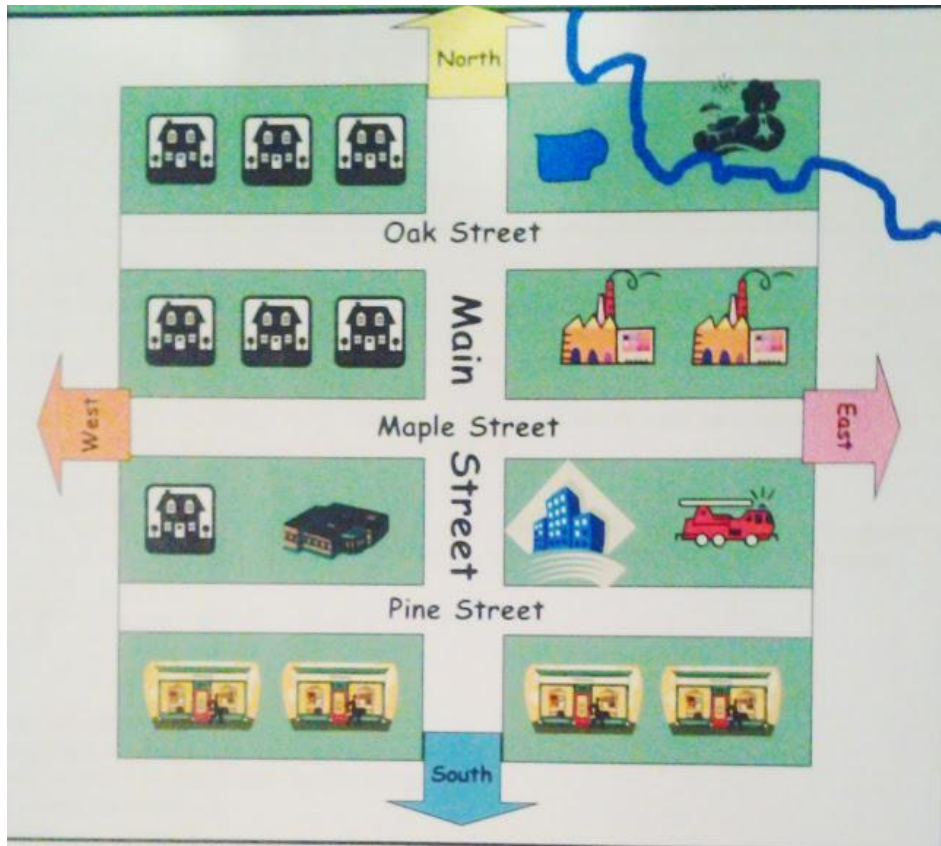 North
Oak Street
Main
Street
West
Maple Street
East
Pine Street
South